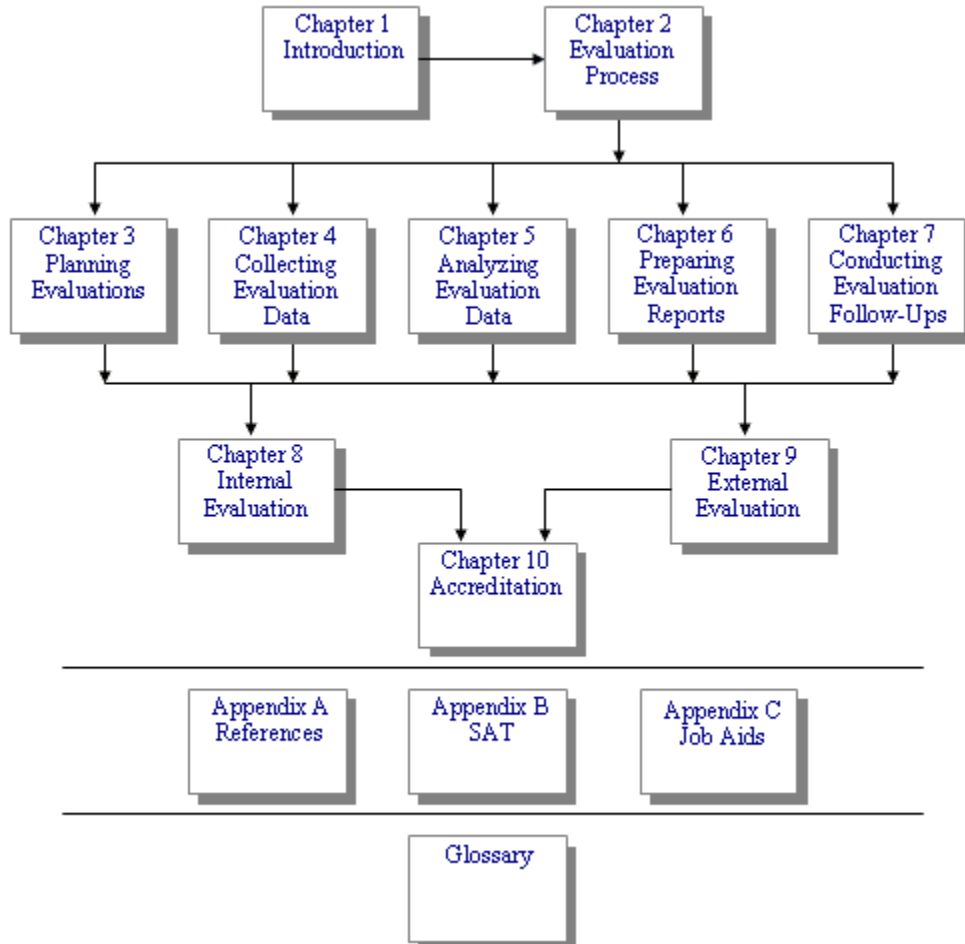 Chapter 1
Introduction
Chapter 2
Evaluation
Process
Chapter 3
Planning
Evaluations
Chapter 4
Collecting
Evaluation
Data
Chapter 5
Analyzing
Evaluation
Data
Chapter 6
Preparing
Evaluation
Reports
Chapter 7
Conducting
Evaluation
Follow-Ups
Chapter 8
Internal
Evaluation
Chapter 9
External
Evaluation
Chapter 10
Accreditation
Appendix A
References
Appendix B
SAT
Appendix C
Job Aids
Glossary